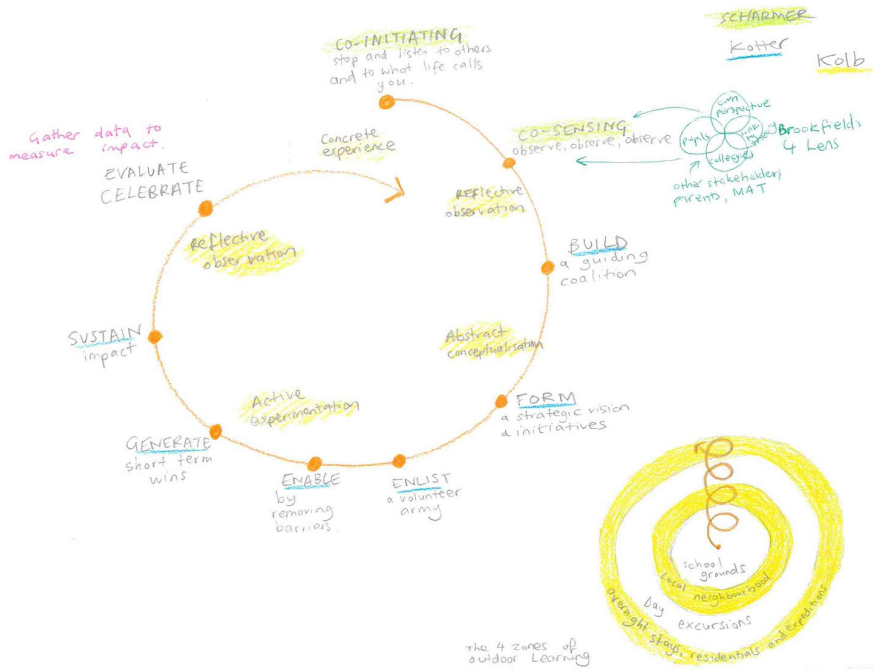 SCHARMER
Kotter
Kolb
CO-INITIATING
stop and listen to others
and to what life calls
you.
Gather data to
measure impact.
EVALUATE
CELEBRATE
Concrete
experience
CO-SENSING
observe, observe, observe
own
perspective
pupils
link
to
theory
colleagues
Brookfields
4 Lens
other stakeholders
parents, MAT
Reflective
observation
Reflective
observation
BUILD
a guiding
coalition
SUSTAIN
impact
Abstract
conceptualisation
Active
experimentation
FORM
a strategic vision
& initiatives
GENERATE
short term
wins
ENABLE
by
removing
barriers.
ENLIST
a volunteer
army
school
grounds
Local neighbourhood
Day excursions
overnight stays, residentials and expeditions
The 4 zones of
outdoor Learning